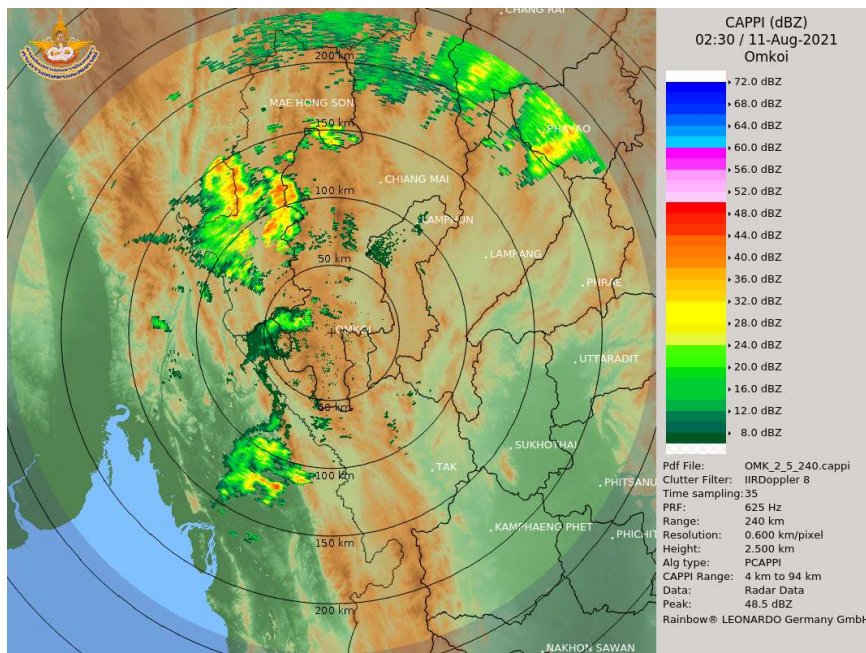 CHANG RAI
200 km
MAE HONG SON
150 km
PHAYAO
CHIANG MAI
100 km
LAMPHUN
50 km
LAMPANG
PHRAE
OMKOI
UTTARADIT
50 km
SUKHOTHAI
TAK
100 km
PHITSANU
KAMPHAENG PHET
PHICHIT
150 km
200 km
NAKHON SAWAN
CAPPI (dBZ)
02:30 / 11-Aug-2021
Omkoi
72.0 dBZ
68.0 dBZ
64.0 dBZ
60.0 dBZ
56.0 dBZ
52.0 dBZ
48.0 dBZ
44.0 dBZ
40.0 dBZ
36.0 dBZ
32.0 dBZ
28.0 dBZ
24.0 dBZ
20.0 dBZ
16.0 dBZ
12.0 dBZ
8.0 dBZ
Pdf File: OMK_2_5_240.cappi
Clutter Filter: IIRDoppler 8
Time sampling: 35
PRF: 625 Hz
Range: 240 km
Resolution: 0.600 km/pixel
Height: 2.500 km
Alg type: PCAPPI
CAPPI Range: 4 km to 94 km
Data: Radar Data
Peak: 48.5 dBZ
Rainbow® LEONARDO Germany GmbH